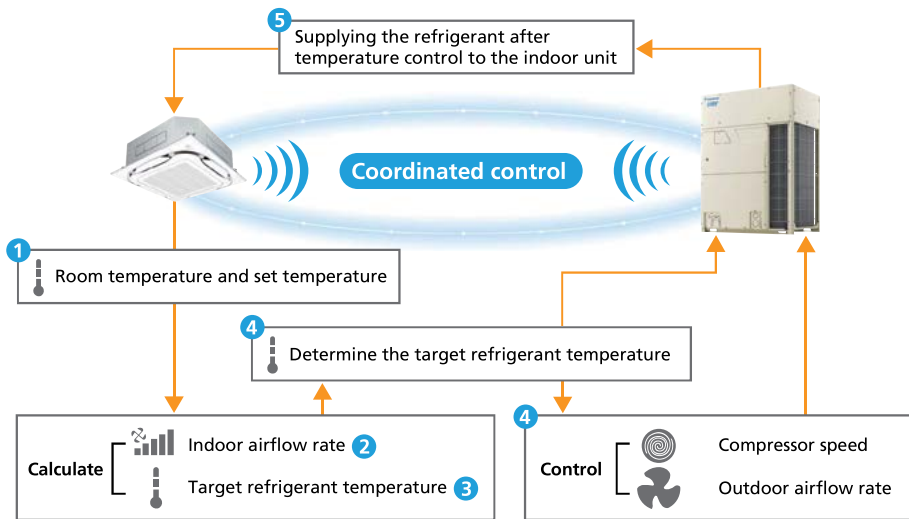 5
Supplying the refrigerant after
temperature control to the indoor unit
Coordinated control
1
Room temperature and set temperature
4
Determine the target refrigerant temperature
Calculate
Indoor airflow rate 2
Target refrigerant temperature 3
4
Control
Compressor speed
Outdoor airflow rate